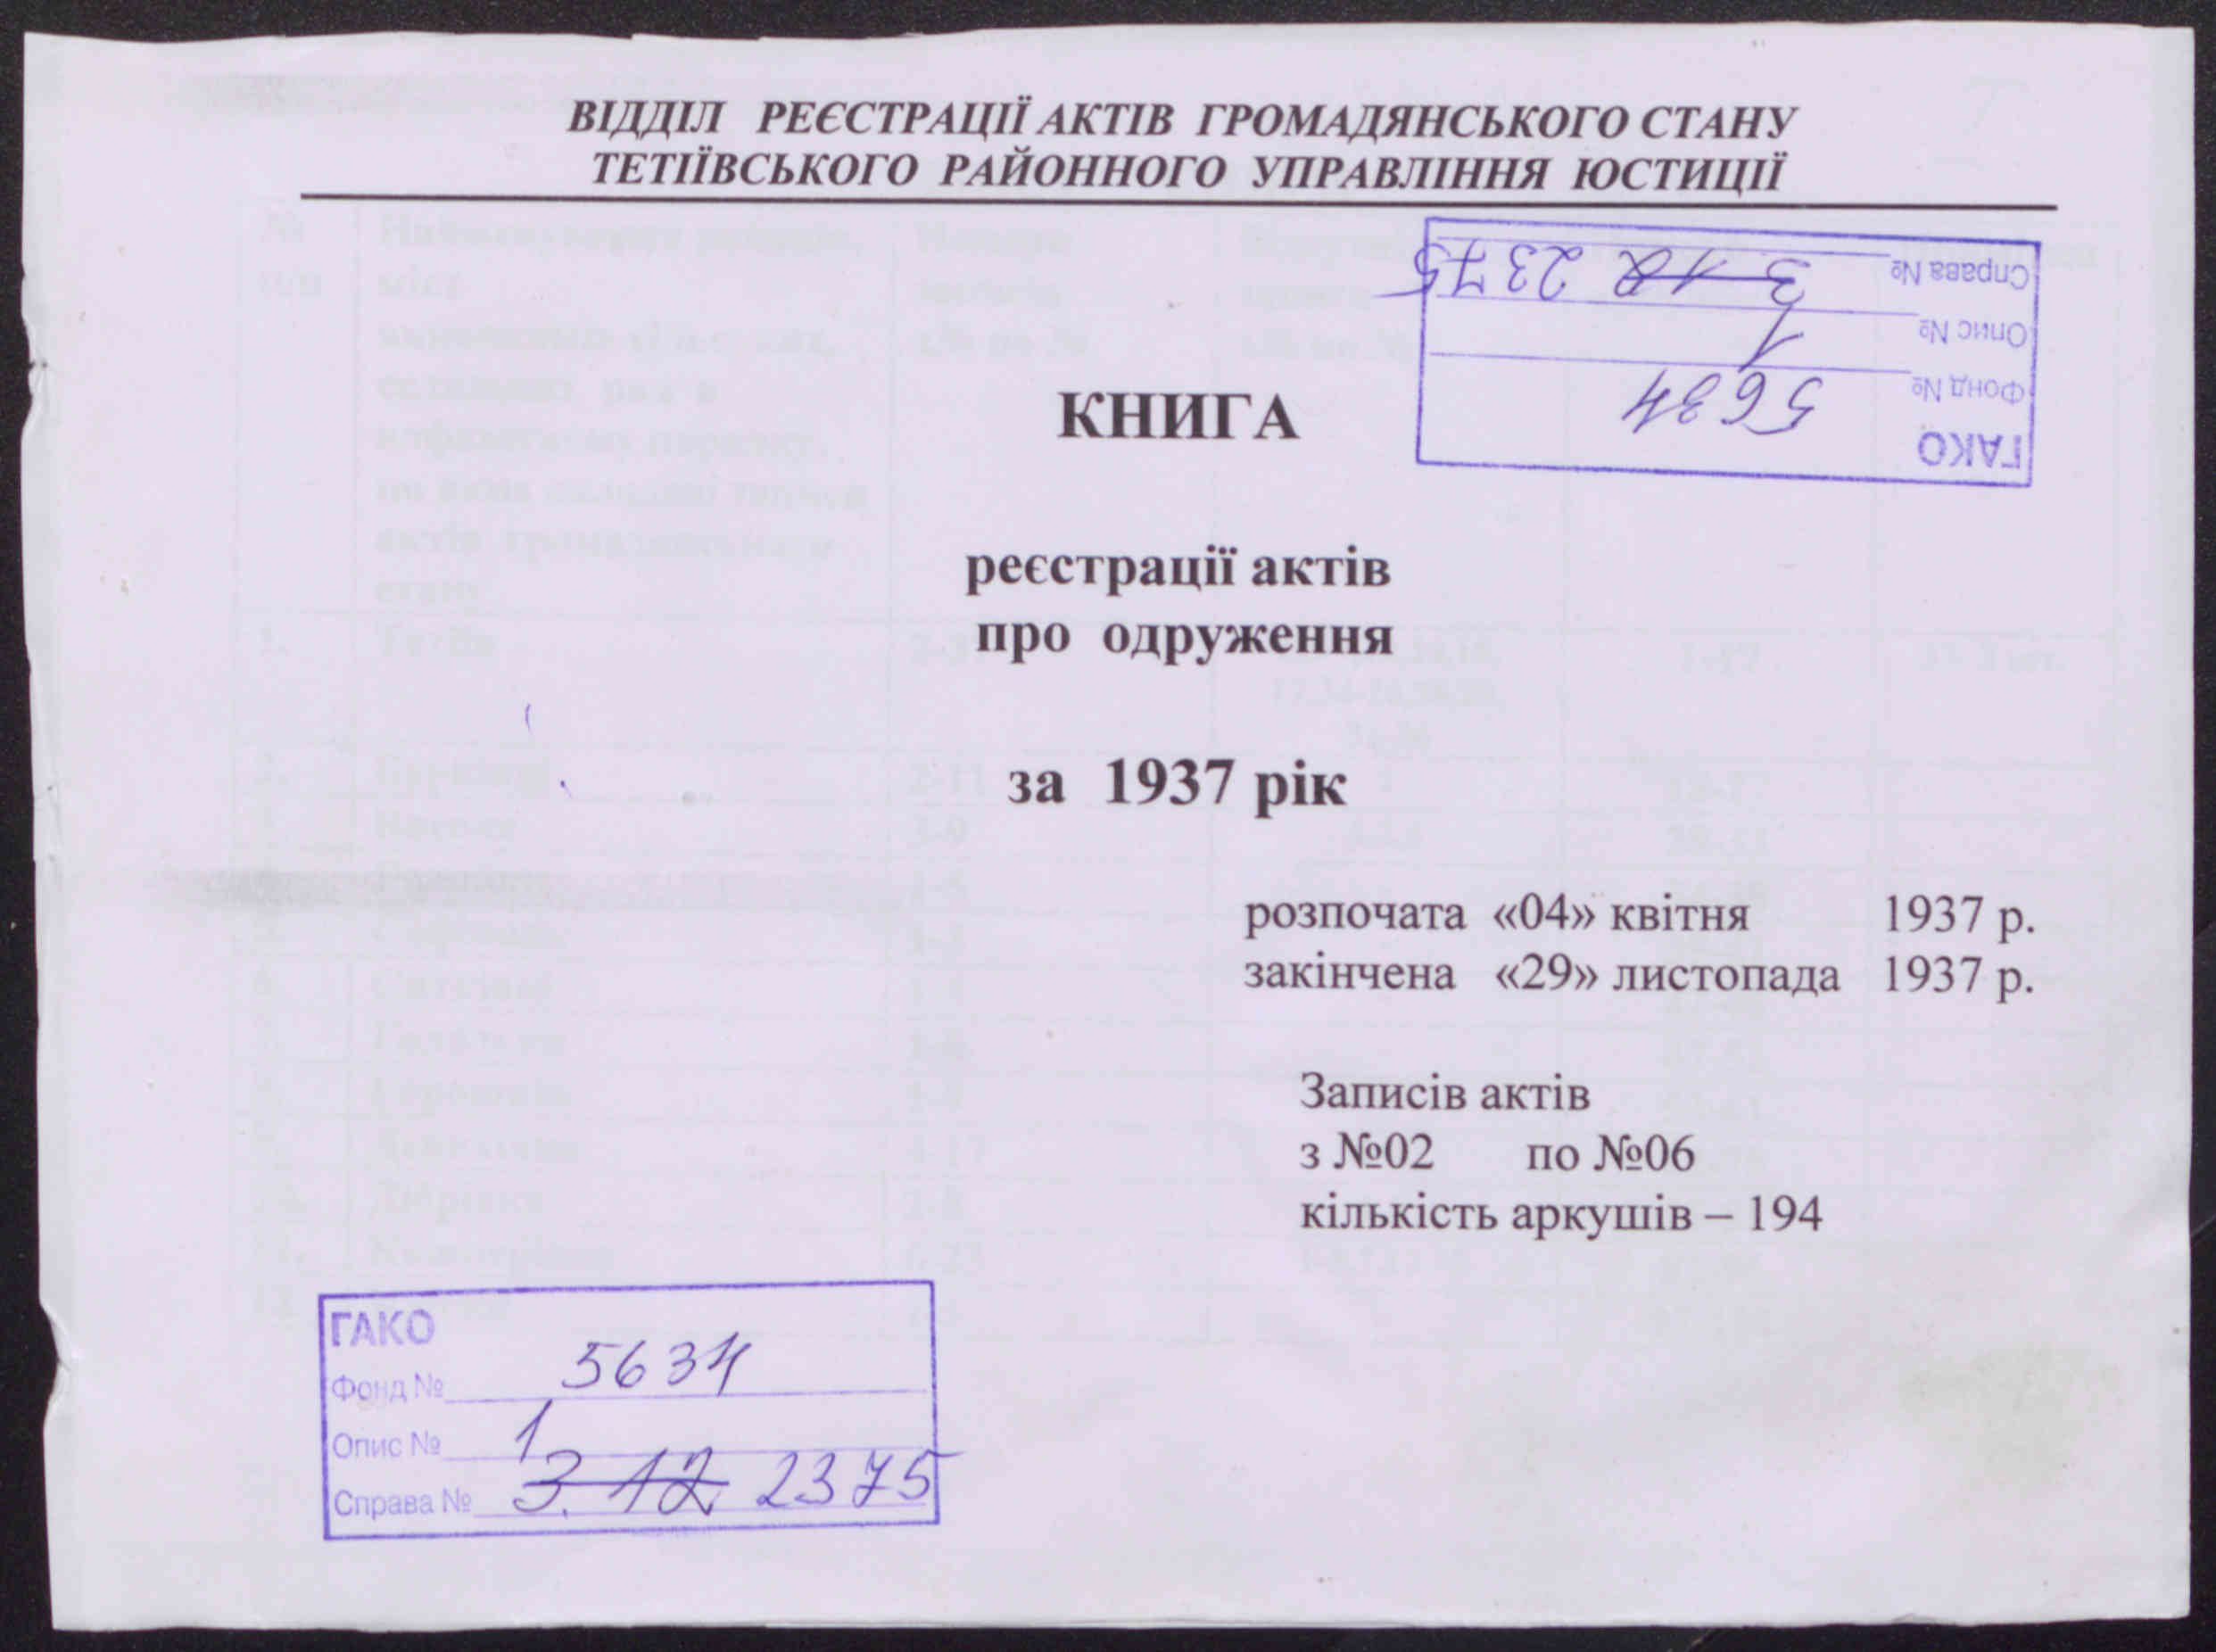 ВІДДІЛ РЕЄСТРАЦІЇ АКТІВ ГРОМАДЯНСЬКОГО СТАНУ
ТЕТІЇВСЬКОГО РАЙОННОГО УПРАВЛІННЯ ЮСТИЦІЇ
ГАКО
Фонд № 5634
Опис № 1
Справа № 3 12 2375
КНИГА
реєстрації актів
про одруження
за 1937 рік
розпочата «04» квітня 1937 р.
закінчена «29» листопада 1937 р.
Записів актів
з №02 по №06
кількість аркушів – 194
ГАКО
Фонд № 5634
Опис № 1
Справа № 3. 12 2375